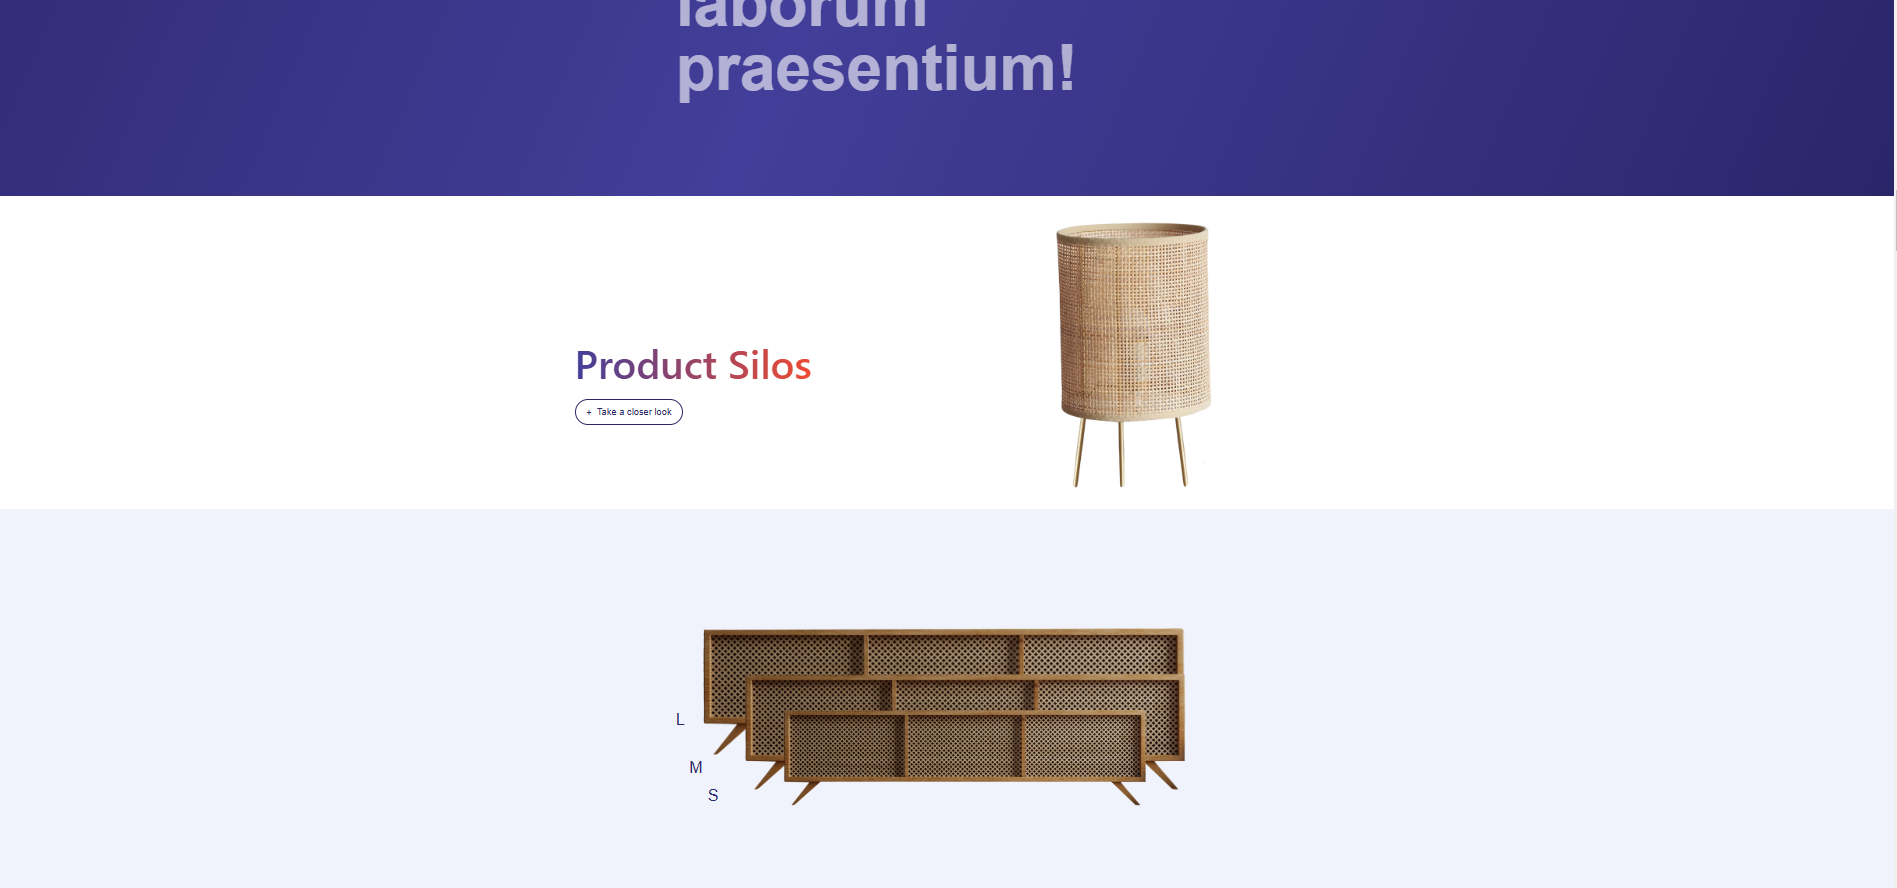 laborum
praesentium!
Product Silos
+ Take a closer look
L
M
S